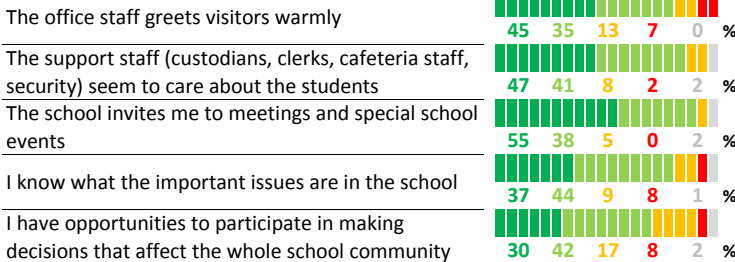 The office staff greets visitors warmly
45 35 13 7 0 %
The support staff (custodians, clerks, cafeteria staff,
security) seem to care about the students
47 41 8 2 2 %
The school invites me to meetings and special school
events
55 38 5 0 2 %
I know what the important issues are in the school
37 44 9 8 1 %
I have opportunities to participate in making
decisions that affect the whole school community
30 42 17 8 2 %